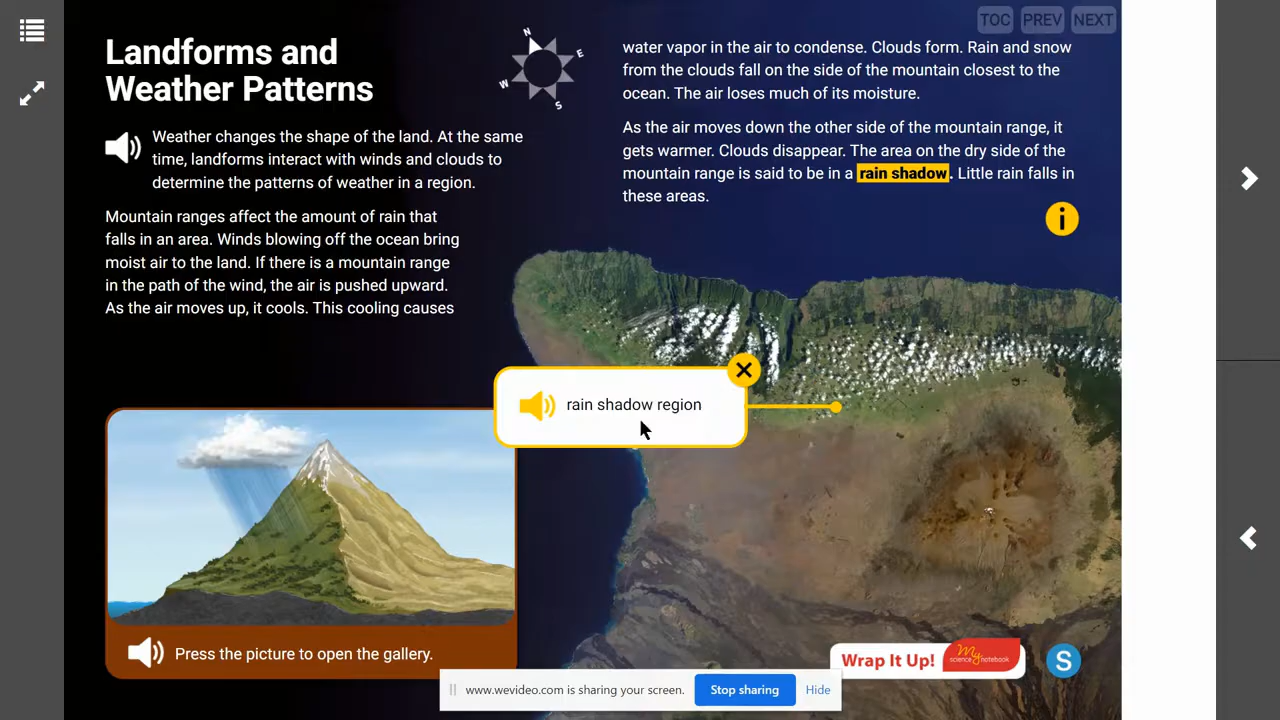 TOC PREV NEXT
Landforms and
Weather Patterns
N
E
W
S
Weather changes the shape of the land. At the same
time, landforms interact with winds and clouds to
determine the patterns of weather in a region.
Mountain ranges affect the amount of rain that
falls in an area. Winds blowing off the ocean bring
moist air to the land. If there is a mountain range
in the path of the wind, the air is pushed upward.
As the air moves up, it cools. This cooling causes
water vapor in the air to condense. Clouds form. Rain and snow
from the clouds fall on the side of the mountain closest to the
ocean. The air loses much of its moisture.
As the air moves down the other side of the mountain range, it
gets warmer. Clouds disappear. The area on the dry side of the
mountain range is said to be in a rain shadow. Little rain falls in
these areas.
i
rain shadow region
Press the picture to open the gallery.
Wrap It Up! My science notebook
S
www.wevideo.com is sharing your screen. Stop sharing Hide